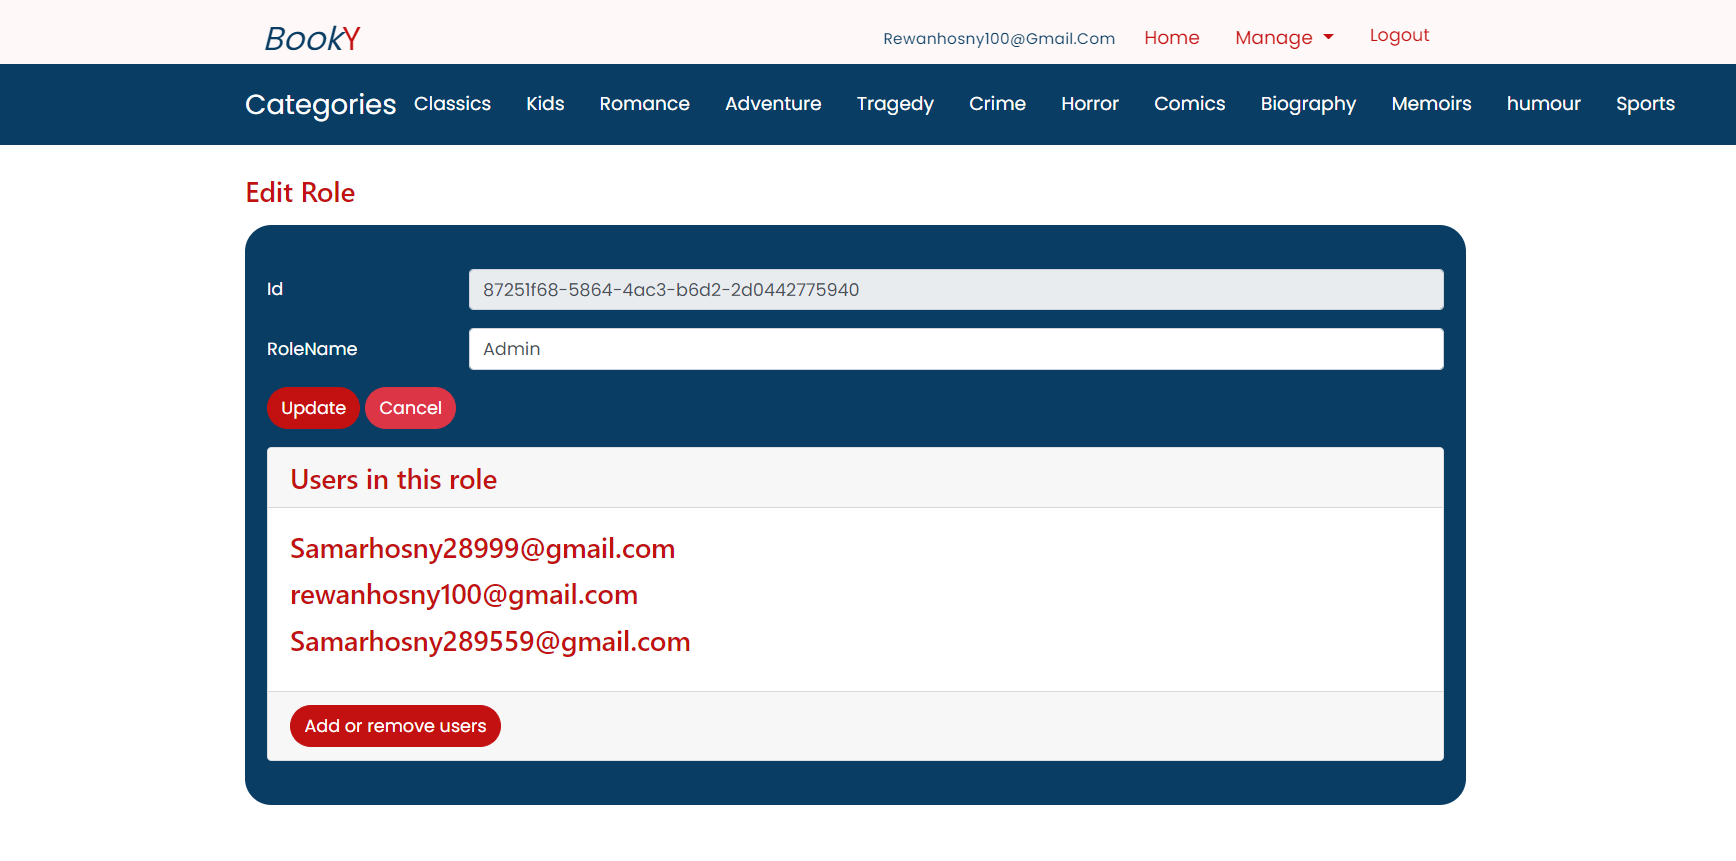 BookY Rewanhosny100@Gmail.Com Home Manage Logout
Categories Classics Kids Romance Adventure Tragedy Crime Horror Comics Biography Memoirs humour Sports
Edit Role
Id 87251f68-5864-4ac3-b6d2-2d0442775940
RoleName Admin
Update Cancel
Users in this role
Samarhosny28999@gmail.com
rewanhosny100@gmail.com
Samarhosny289559@gmail.com
Add or remove users